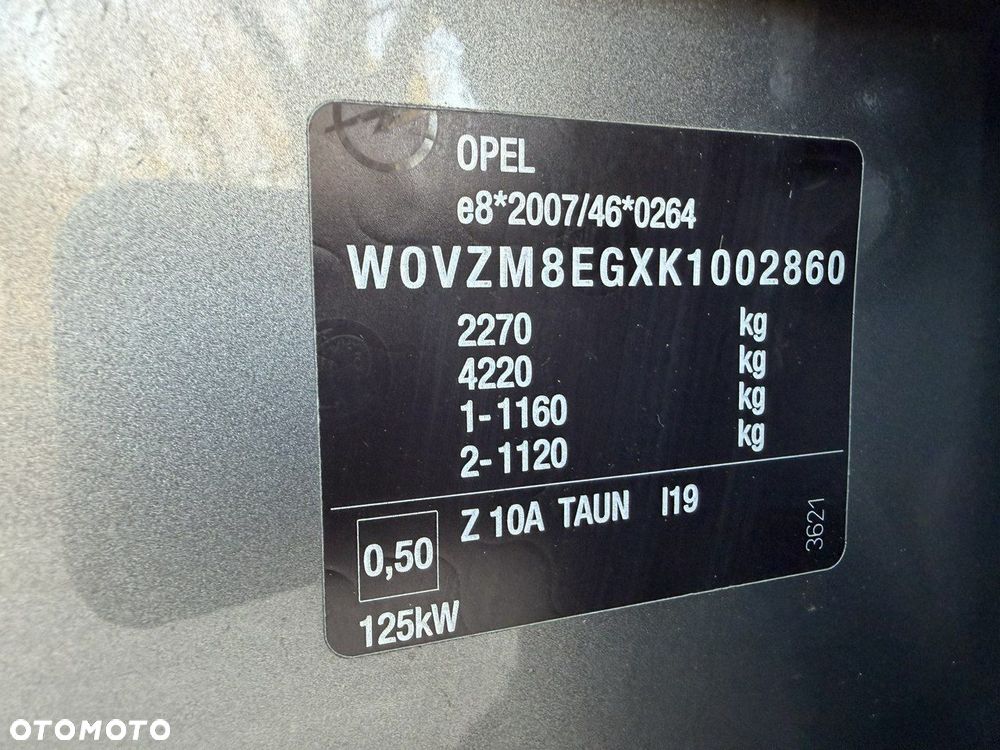 OPEL
e8*2007/46*0264
W0VZM8EGXK1002860
2270 kg
4220 kg
1-1160 kg
2-1120 kg
Z 10A TAUN I19
0,50
125kW
3621
OTOMOTO